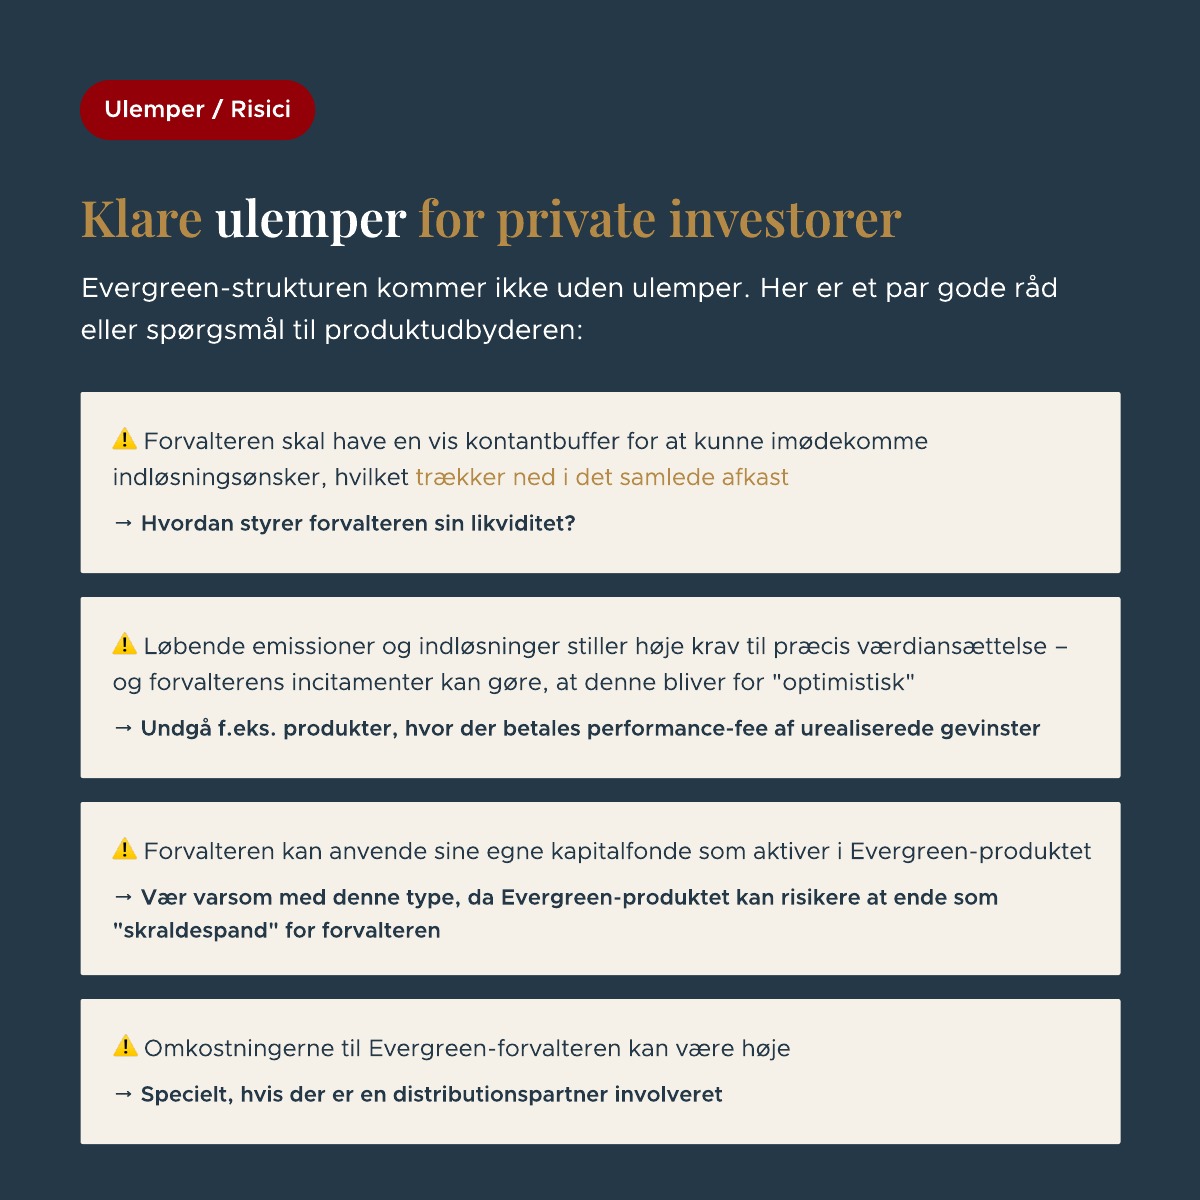 Ulemper / Risici
Klare ulemper for private investorer
Evergreen-strukturen kommer ikke uden ulemper. Her er et par gode råd
eller spørgsmål til produktudbyderen:
⚠️ Forvalteren skal have en vis kontantbuffer for at kunne imødekomme
indløsningsønsker, hvilket trækker ned i det samlede afkast
→ Hvordan styrer forvalteren sin likviditet?
⚠️ Løbende emissioner og indløsninger stiller høje krav til præcis værdiansættelse –
og forvalterens incitamenter kan gøre, at denne bliver for "optimistisk"
→ Undgå f.eks. produkter, hvor der betales performance-fee af urealiserede gevinster
⚠️ Forvalteren kan anvende sine egne kapitalfonde som aktiver i Evergreen-produktet
→ Vær varsom med denne type, da Evergreen-produktet kan risikere at ende som
"skraldespand" for forvalteren
⚠️ Omkostningerne til Evergreen-forvalteren kan være høje
→ Specielt, hvis der er en distributionspartner involveret